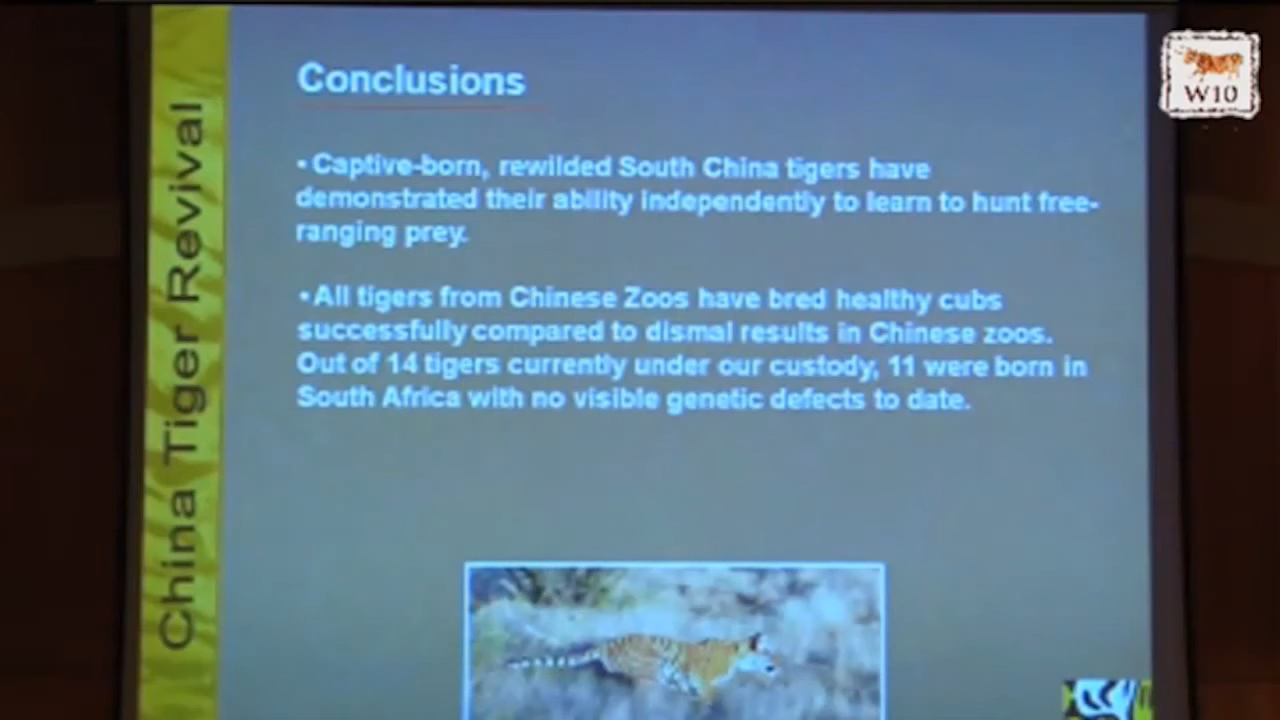 Conclusions
• Captive-born, rewilded South China tigers have
demonstrated their ability independently to learn to hunt free-
ranging prey.
• All tigers from Chinese Zoos have bred healthy cubs
successfully compared to dismal results in Chinese zoos.
Out of 14 tigers currently under our custody, 11 were born in
South Africa with no visible genetic defects to date.
China Tiger Revival
W10